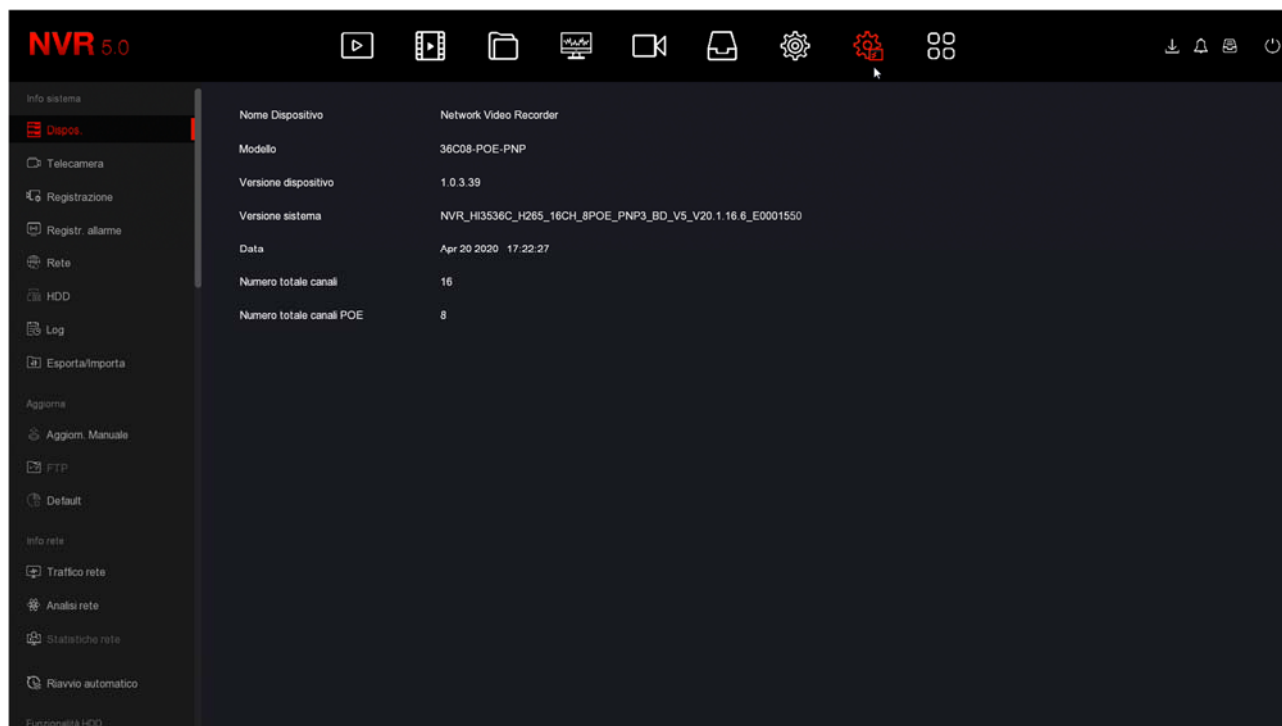 NVR 5.0
Info sistema
Dispos.
Telecamera
Registrazione
Registr. allarme
Rete
HDD
Log
Esporta/Importa
Aggiorna
Aggiorn. Manuale
FTP
Default
Info rete
Traffico rete
Analisi rete
Statistiche rete
Riavvio automatico
Funzionalità HDD
Nome Dispositivo Network Video Recorder
Modello 36C08-POE-PNP
Versione dispositivo 1.0.3.39
Versione sistema NVR_HI3536C_H265_16CH_8POE_PNP3_BD_V5_V20.1.16.6_E0001550
Data Apr 20 2020 17:22:27
Numero totale canali 16
Numero totale canali POE 8